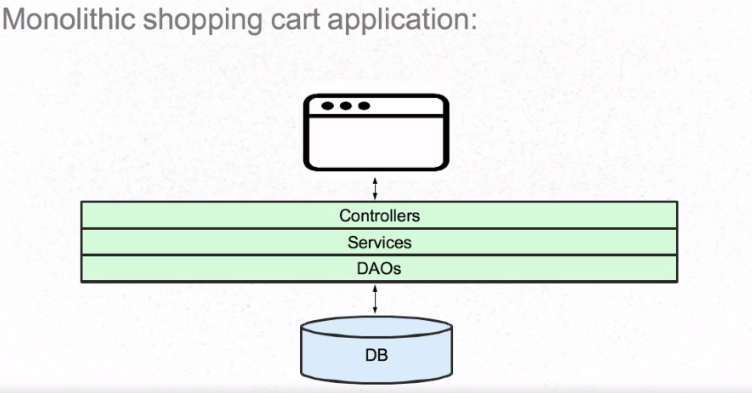 Monolithic shopping cart application:
Controllers
Services
DAOs
DB